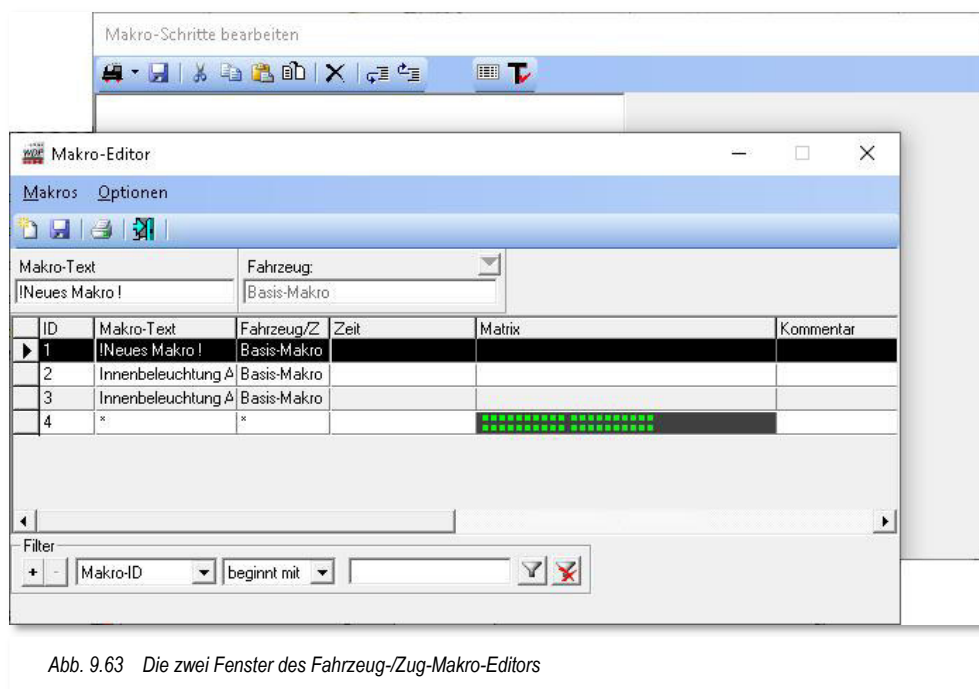 Makro-Schritte bearbeiten
WDP Makro-Editor
Makros Optionen
Makro-Text Fahrzeug:
!Neues Makro ! Basis-Makro
ID Makro-Text Fahrzeug/Z Zeit Matrix Kommentar
1 !Neues Makro ! Basis-Makro
2 Innenbeleuchtung A Basis-Makro
3 Innenbeleuchtung A Basis-Makro
4 * *
Filter
+ - Makro-ID beginnt mit
Abb. 9.63 Die zwei Fenster des Fahrzeug-/Zug-Makro-Editors